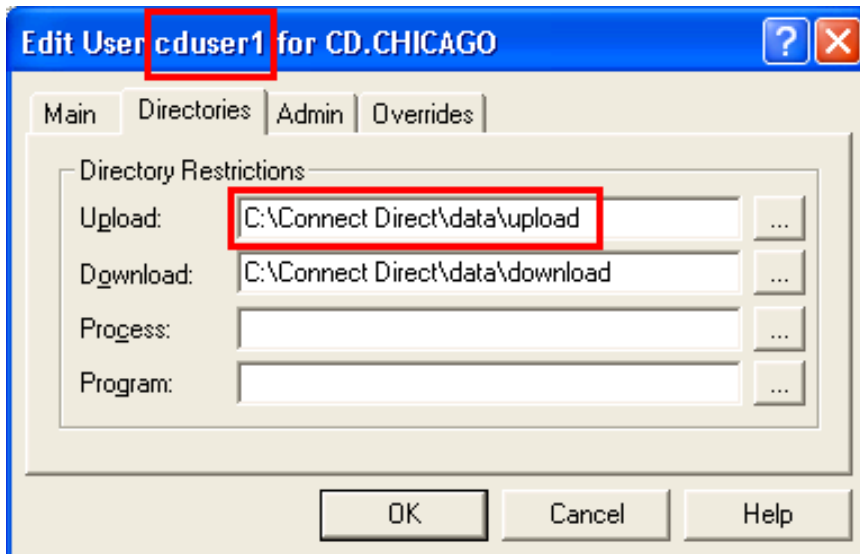 Edit User cduser1 for CD.CHICAGO
?
Main Directories Admin Overrides
Directory Restrictions
Upload: C:\Connect Direct\data\upload ...
Download: C:\Connect Direct\data\download ...
Process: ...
Program: ...
OK Cancel Help